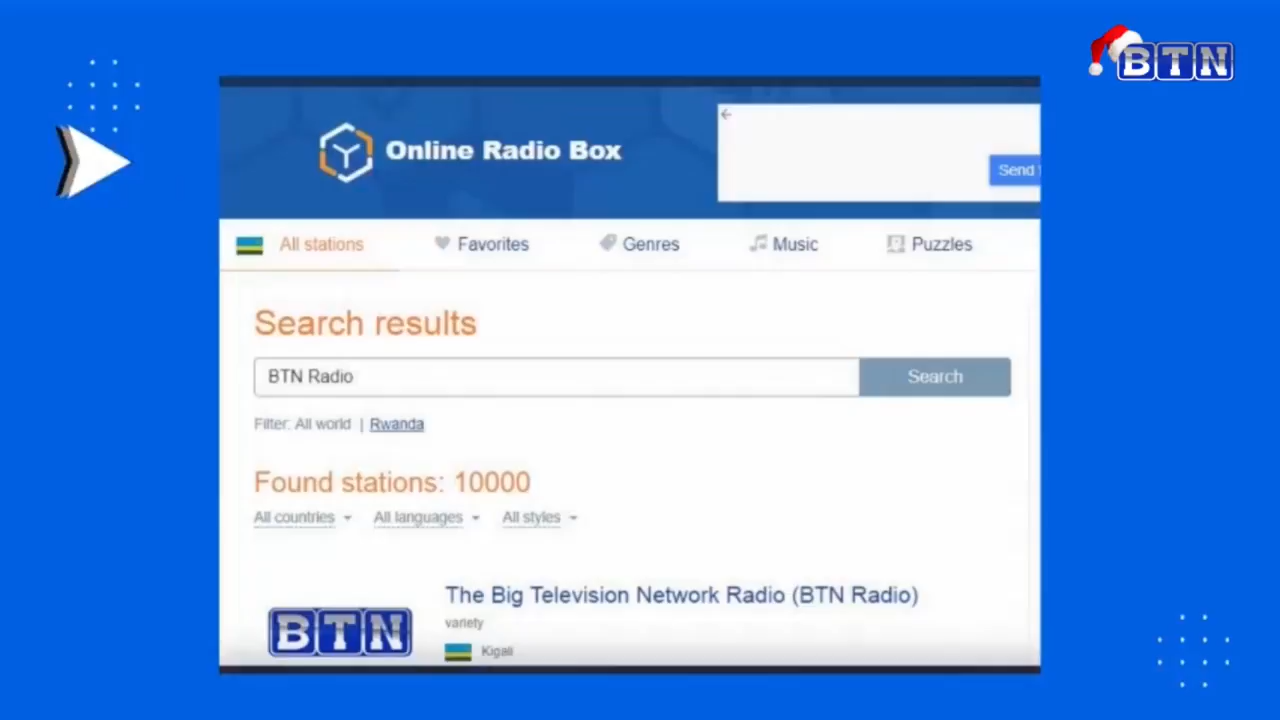 BTN
Online Radio Box
Send
All stations Favorites Genres Music Puzzles
Search results
BTN Radio Search
Filter: All world | Rwanda
Found stations: 10000
All countries All languages All styles
The Big Television Network Radio (BTN Radio)
variety
BTN
Kigali